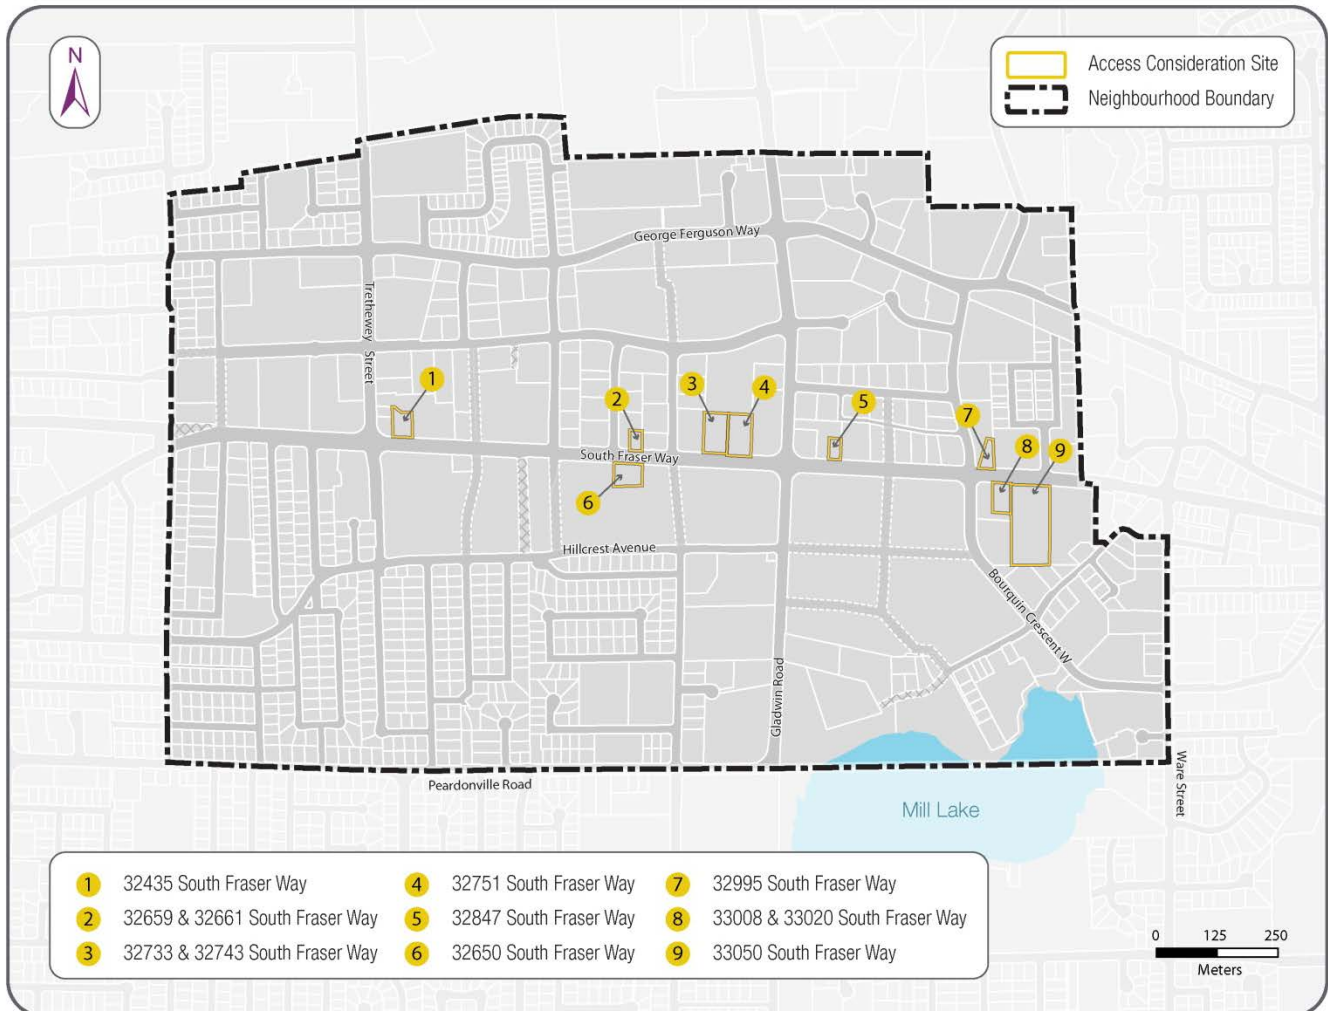 N
Access Consideration Site
Neighbourhood Boundary
George Ferguson Way
Trethewey Street
1
2
3
4
5
7
8
9
South Fraser Way
6
Hillcrest Avenue
Bourquin Crescent W
Gladwin Road
Peardonville Road
Ware Street
Mill Lake
1 32435 South Fraser Way
2 32659 & 32661 South Fraser Way
3 32733 & 32743 South Fraser Way
4 32751 South Fraser Way
5 32847 South Fraser Way
6 32650 South Fraser Way
7 32995 South Fraser Way
8 33008 & 33020 South Fraser Way
9 33050 South Fraser Way
0 125 250
Meters